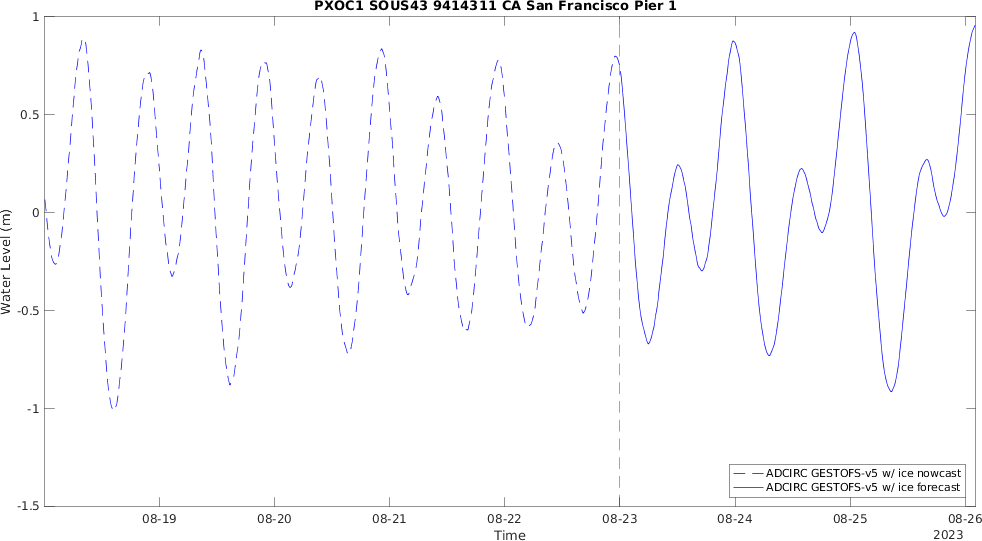 PXOC1 SOUS43 9414311 CA San Francisco Pier 1
1
0.5
0
-0.5
-1
-1.5
Water Level (m)
ADCIRC GESTOFS-v5 w/ ice nowcast
ADCIRC GESTOFS-v5 w/ ice forecast
08-19 08-20 08-21 08-22 08-23 08-24 08-25 08-26
Time
2023